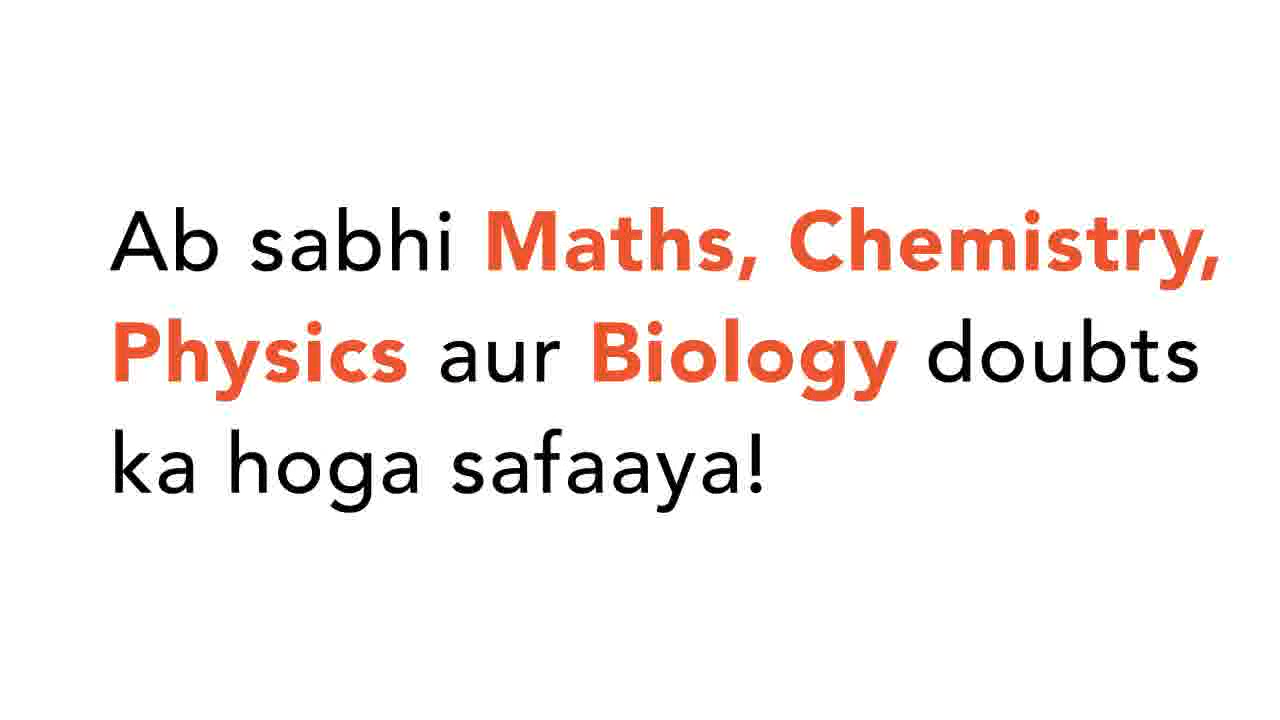 Ab sabhi Maths, Chemistry,
Physics aur Biology doubts
ka hoga safaaya!